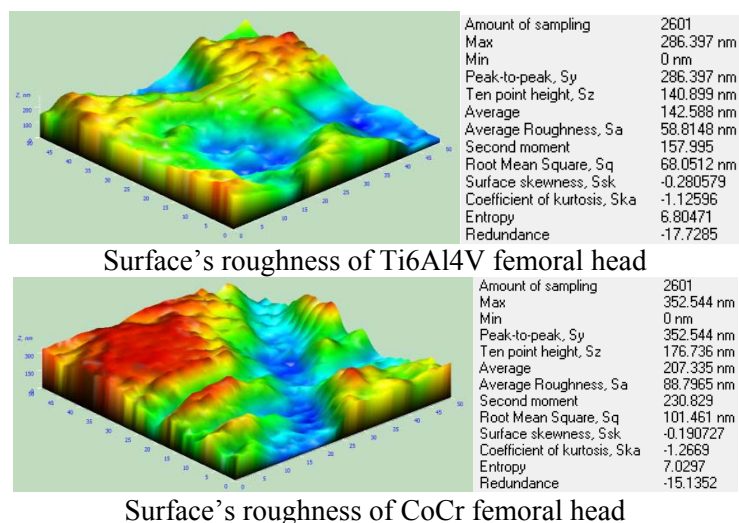 Amount of sampling 2601
Max 286.397 nm
Min 0 nm
Peak-to-peak, Sy 286.397 nm
Ten point height, Sz 140.899 nm
Average 142.588 nm
Average Roughness, Sa 58.8148 nm
Second moment 157.995
Root Mean Square, Sq 68.0512 nm
Surface skewness, Ssk -0.280579
Coefficient of kurtosis, Ska -1.12596
Entropy 6.80471
Redundance -17.7285
Z, nm
200
100
Surface's roughness of Ti6Al4V femoral head
Amount of sampling 2601
Max 352.544 nm
Min 0 nm
Peak-to-peak, Sy 352.544 nm
Ten point height, Sz 176.736 nm
Average 207.335 nm
Average Roughness, Sa 88.7965 nm
Second moment 230.829
Root Mean Square, Sq 101.461 nm
Surface skewness, Ssk -0.190727
Coefficient of kurtosis, Ska -1.2669
Entropy 7.0297
Redundance -15.1352
Z, nm
300
Surface's roughness of CoCr femoral head